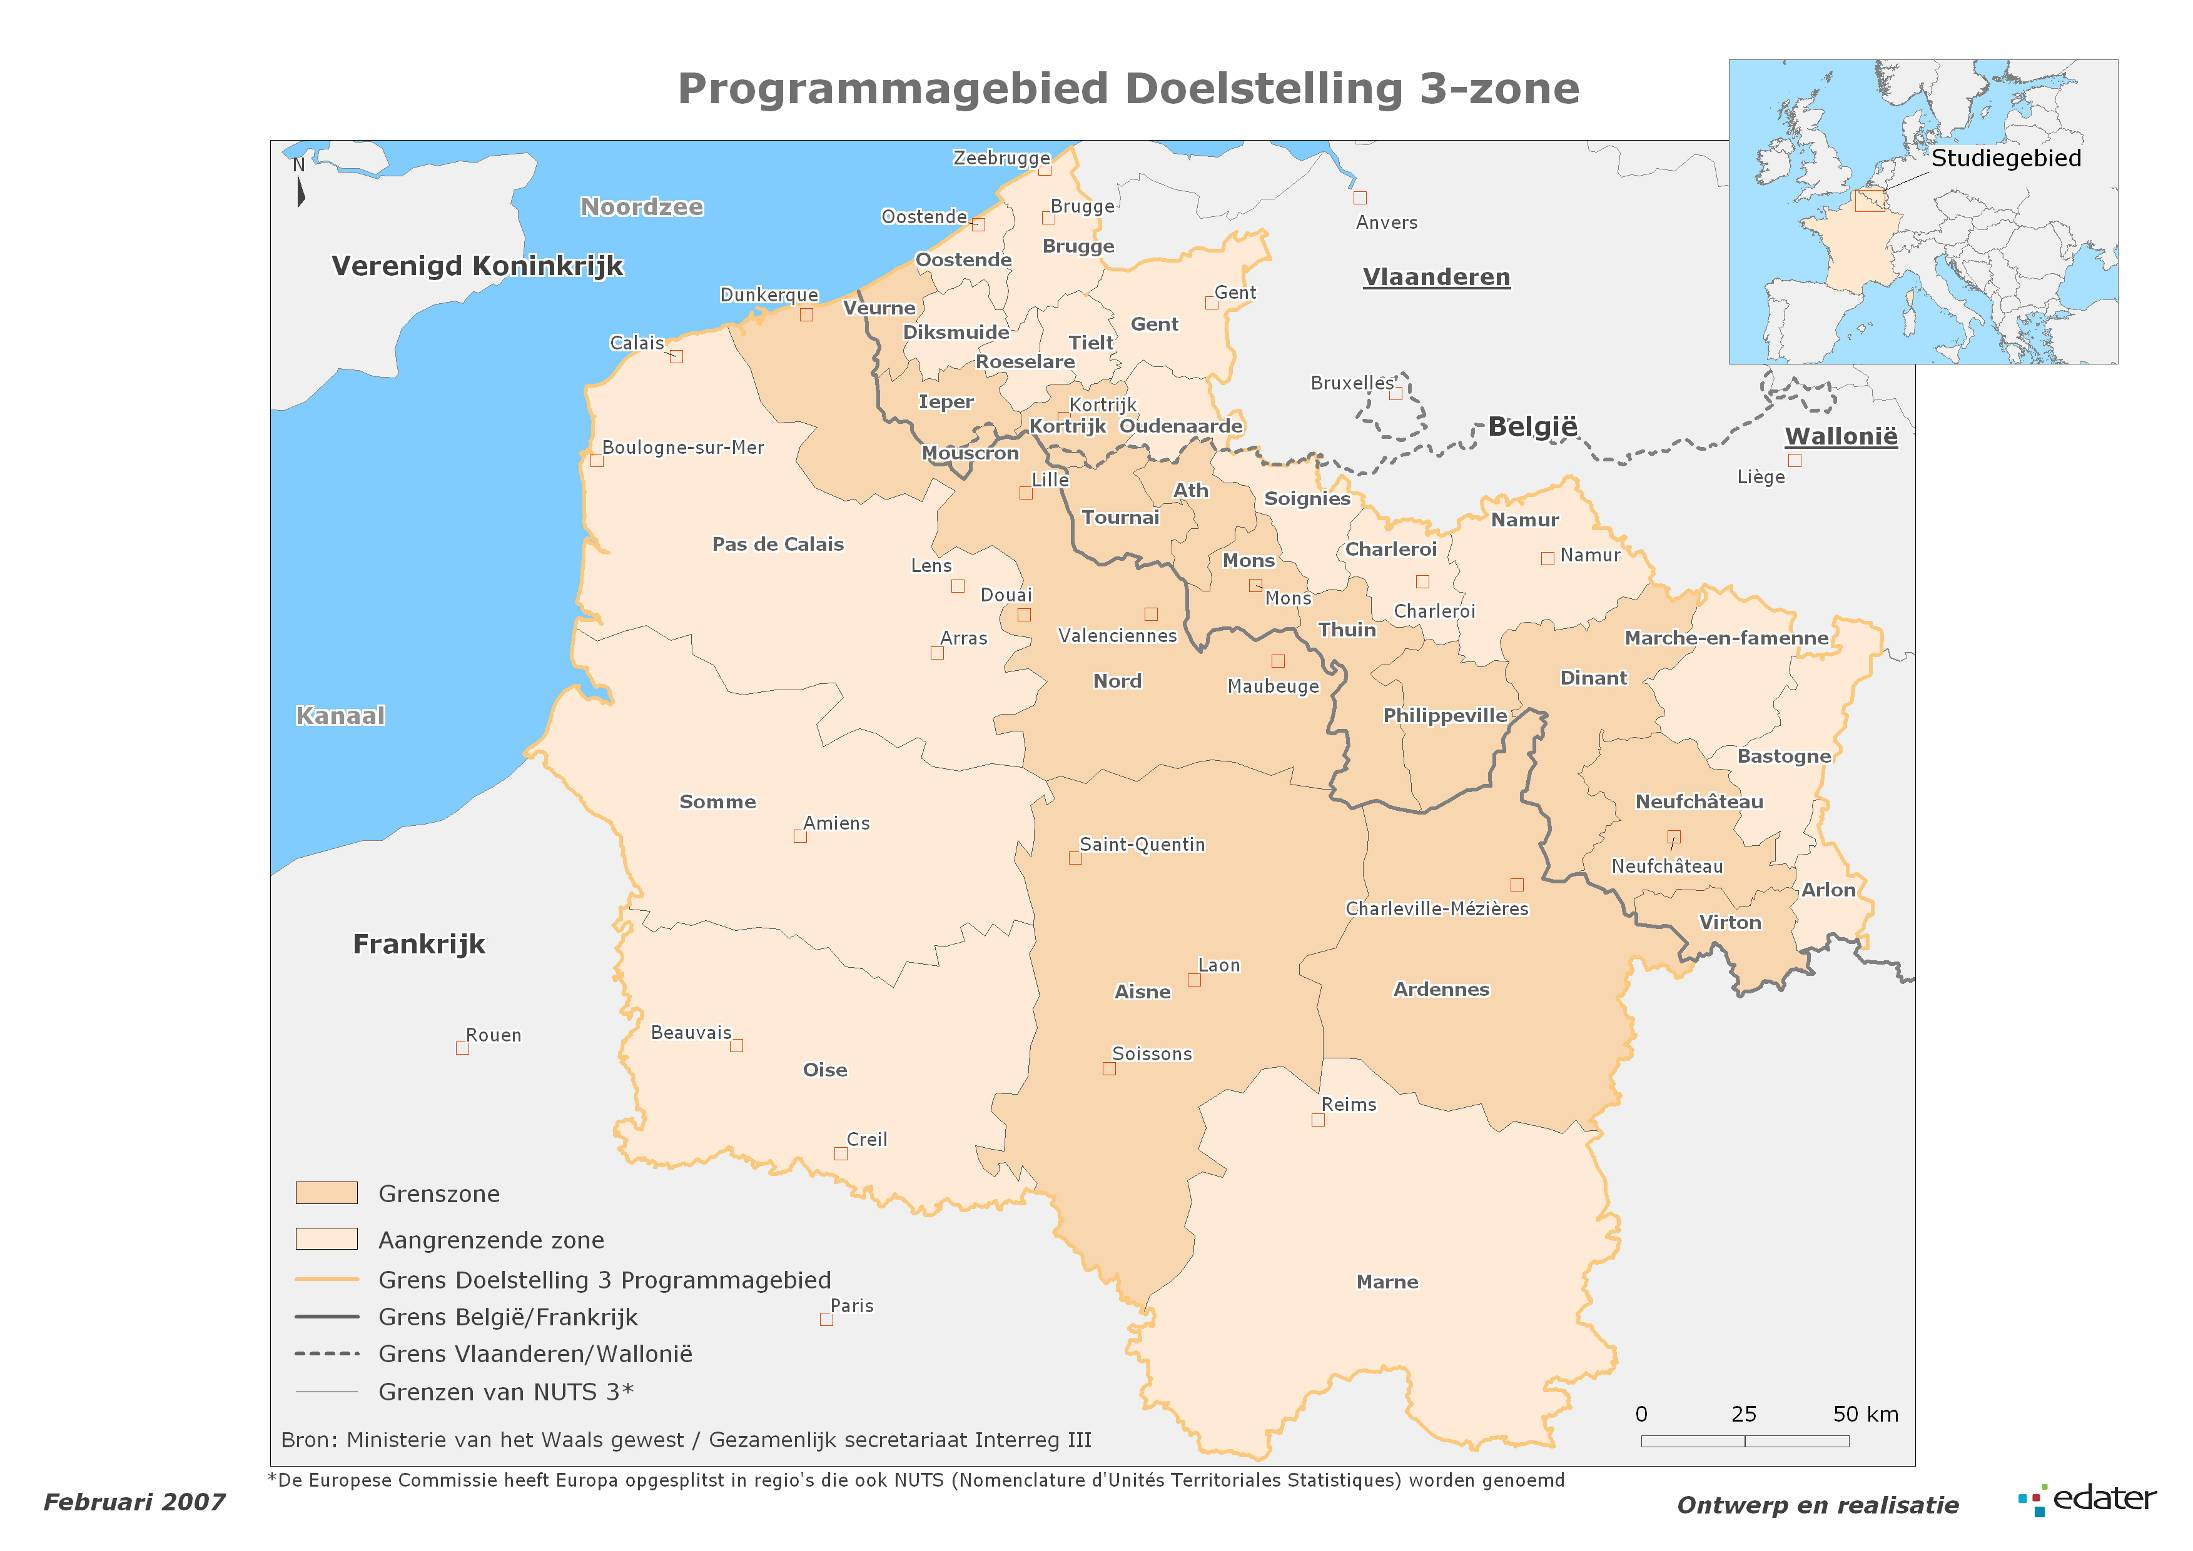 Programmagebied Doelstelling 3-zone
Studiegebied
N
Noordzee
Verenigd Koninkrijk
Kanaal
Frankrijk
Vlaanderen
België
Wallonië
Zeebrugge
Brugge
Brugge
Oostende
Oostende
Anvers
Gent
Gent
Dunkerque
Veurne
Diksmuide
Tielt
Roeselare
Calais
Bruxelles
Ieper
Kortrijk
Kortrijk
Oudenaarde
Boulogne-sur-Mer
Mouscron
Liège
Lille
Ath
Soignies
Tournai
Namur
Namur
Pas de Calais
Charleroi
Charleroi
Lens
Mons
Mons
Douai
Arras
Valenciennes
Thuin
Marche-en-famenne
Nord
Maubeuge
Dinant
Philippeville
Bastogne
Somme
Amiens
Neufchâteau
Neufchâteau
Saint-Quentin
Arlon
Charleville-Mézières
Virton
Laon
Aisne
Ardennes
Rouen
Beauvais
Oise
Soissons
Reims
Creil
Marne
Paris
Grenszone
Aangrenzende zone
Grens Doelstelling 3 Programmagebied
Grens België/Frankrijk
Grens Vlaanderen/Wallonië
Grenzen van NUTS 3*
0 25 50 km
Bron: Ministerie van het Waals gewest / Gezamenlijk secretariaat Interreg III
*De Europese Commissie heeft Europa opgesplitst in regio's die ook NUTS (Nomenclature d'Unités Territoriales Statistiques) worden genoemd
Februari 2007
Ontwerp en realisatie
edater